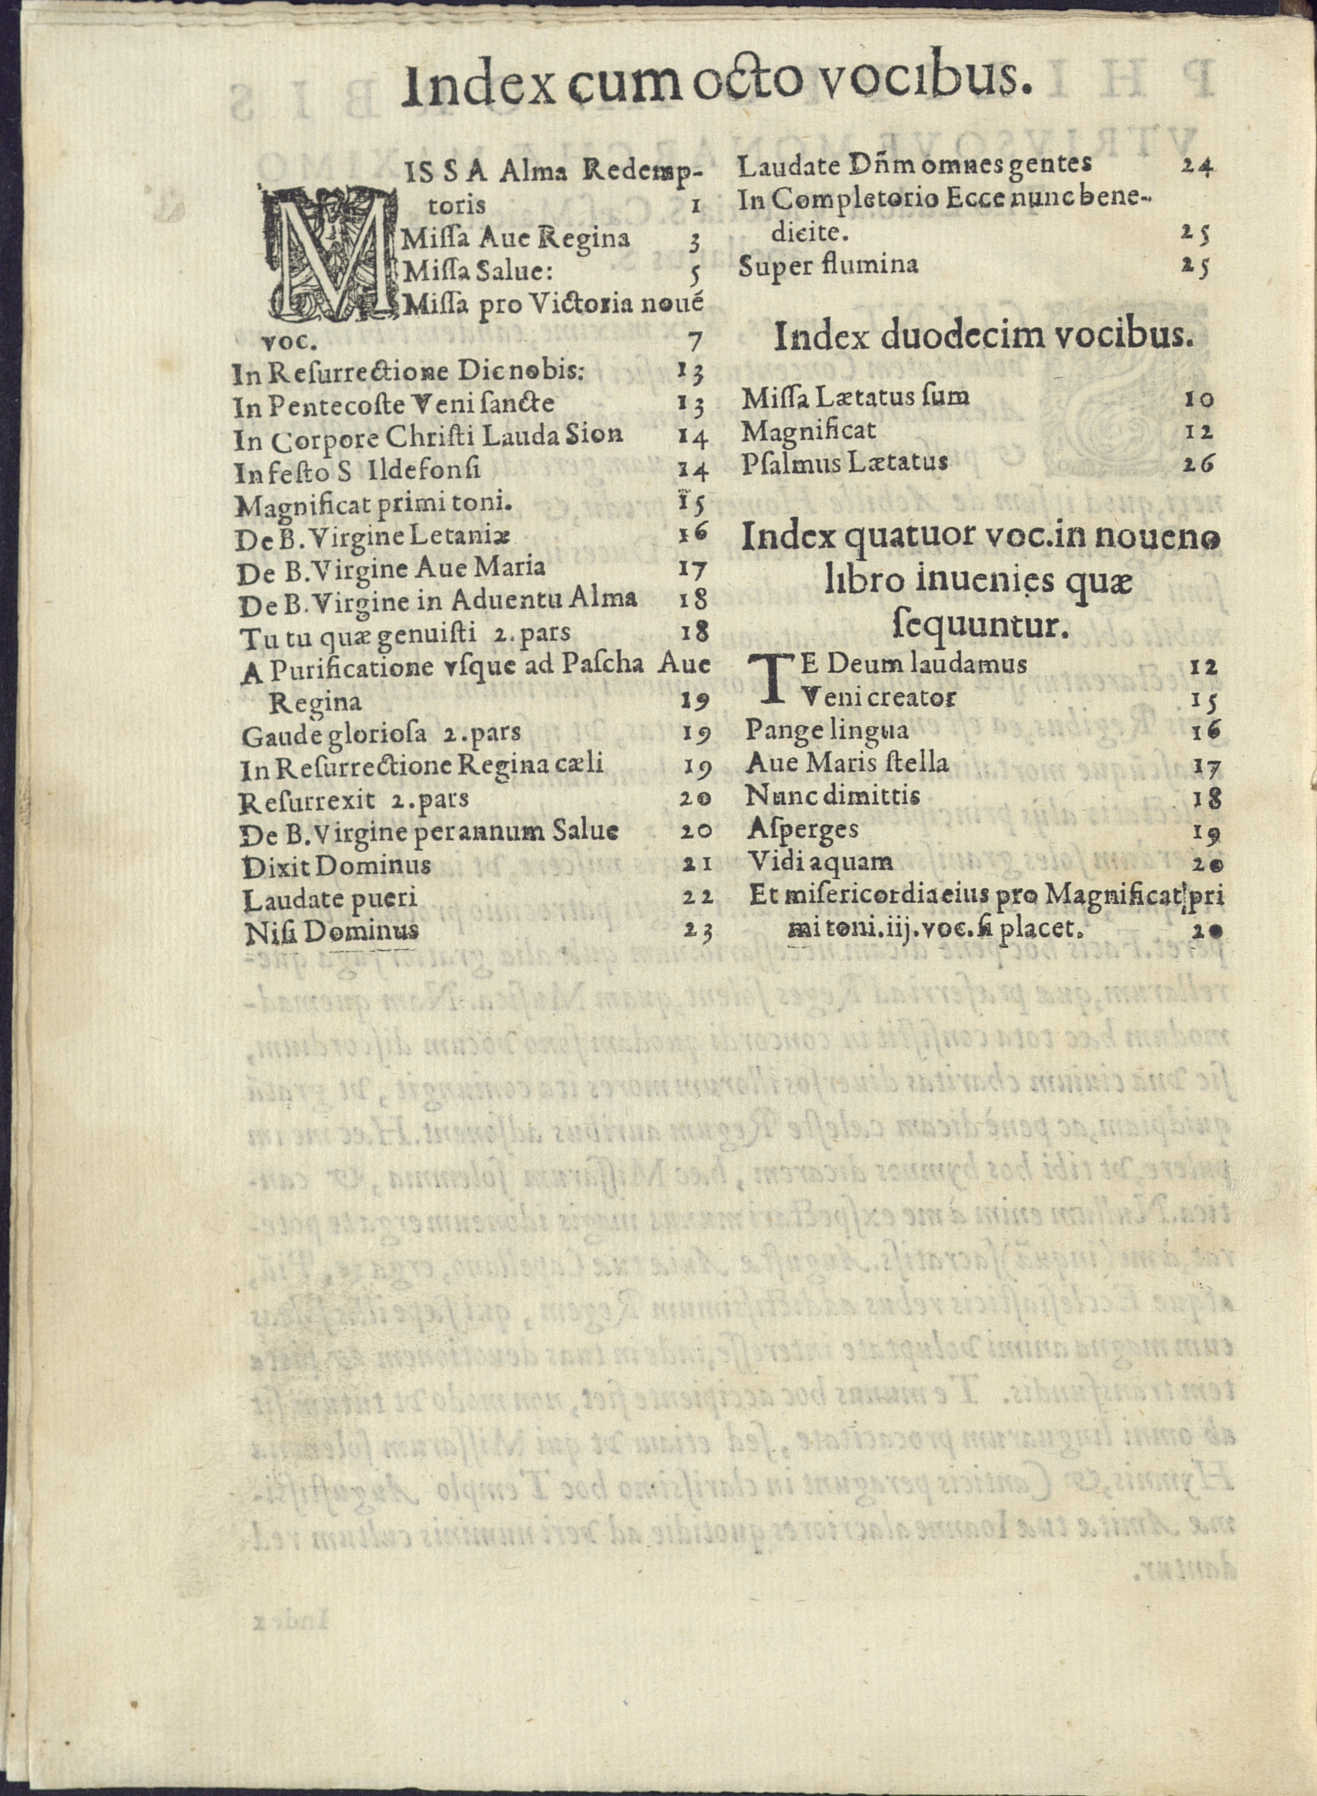 Index cum octo vocibus.
MISSA Alma Redemp-
toris 1
Missa Aue Regina 3
Missa Salue: 5
Missa pro Victoria noué
voc. 7
In Resurrectione Dic nobis: 13
In Pentecoste Veni sancte 13
In Corpore Christi Lauda Sion 14
In festo S Ildefonsi 14
Magnificat primi toni. 15
De B. Virgine Letaniæ 16
De B. Virgine Aue Maria 17
De B. Virgine in Aduentu Alma 18
Tu tu quæ genuisti 2. pars 18
A Purificatione vsque ad Pascha Aue
Regina 19
Gaude gloriosa 2. pars 19
In Resurrectione Regina cæli 19
Resurrexit 2. pars 20
De B. Virgine per annum Salue 20
Dixit Dominus 21
Laudate pueri 22
Nisi Dominus 23
Laudate Dñm omnes gentes 24
In Completorio Ecce nunc bene-
dicite. 25
Super flumina 25
Index duodecim vocibus.
Missa Lætatus sum 10
Magnificat 12
Psalmus Lætatus 26
Index quatuor voc. in noueno
libro inuenies quæ
sequuntur.
TE Deum laudamus 12
Veni creator 15
Pange lingua 16
Aue Maris stella 17
Nunc dimittis 18
Asperges 19
Vidi aquam 20
Et misericordia eius pro Magnificat pri
mi toni. iij. voc. si placet. 20